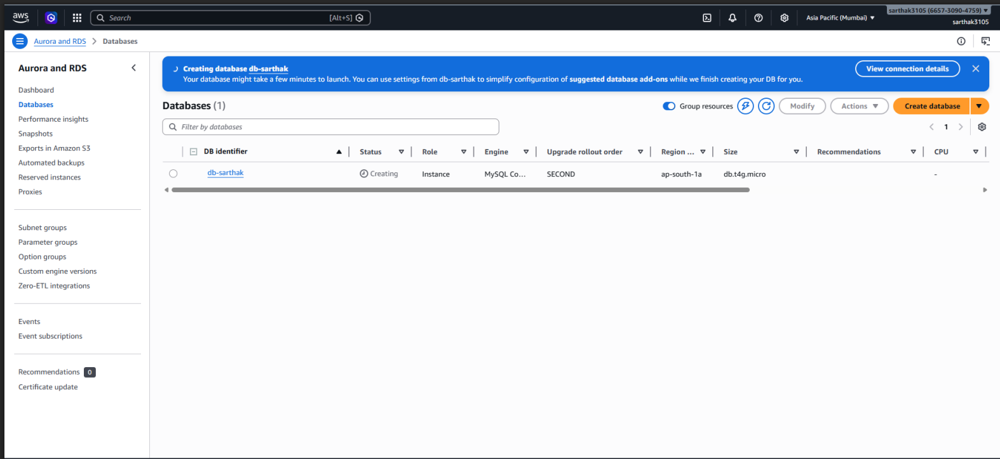 aws
Search [Alt+S]
Asia Pacific (Mumbai) ▼
sarthak3105 (6657-3090-4759) ▼
sarthak3105
Aurora and RDS > Databases
Aurora and RDS
Dashboard
Databases
Performance insights
Snapshots
Exports in Amazon S3
Automated backups
Reserved instances
Proxies
Subnet groups
Parameter groups
Option groups
Custom engine versions
Zero-ETL integrations
Events
Event subscriptions
Recommendations 0
Certificate update
Creating database db-sarthak
Your database might take a few minutes to launch. You can use settings from db-sarthak to simplify configuration of suggested database add-ons while we finish creating your DB for you.
View connection details
Databases (1)
Group resources
Modify
Actions ▼
Create database ▼
Filter by databases
< 1 >
DB identifier Status Role Engine Upgrade rollout order Region ... Size Recommendations CPU
db-sarthak Creating Instance MySQL Co... SECOND ap-south-1a db.t4g.micro -